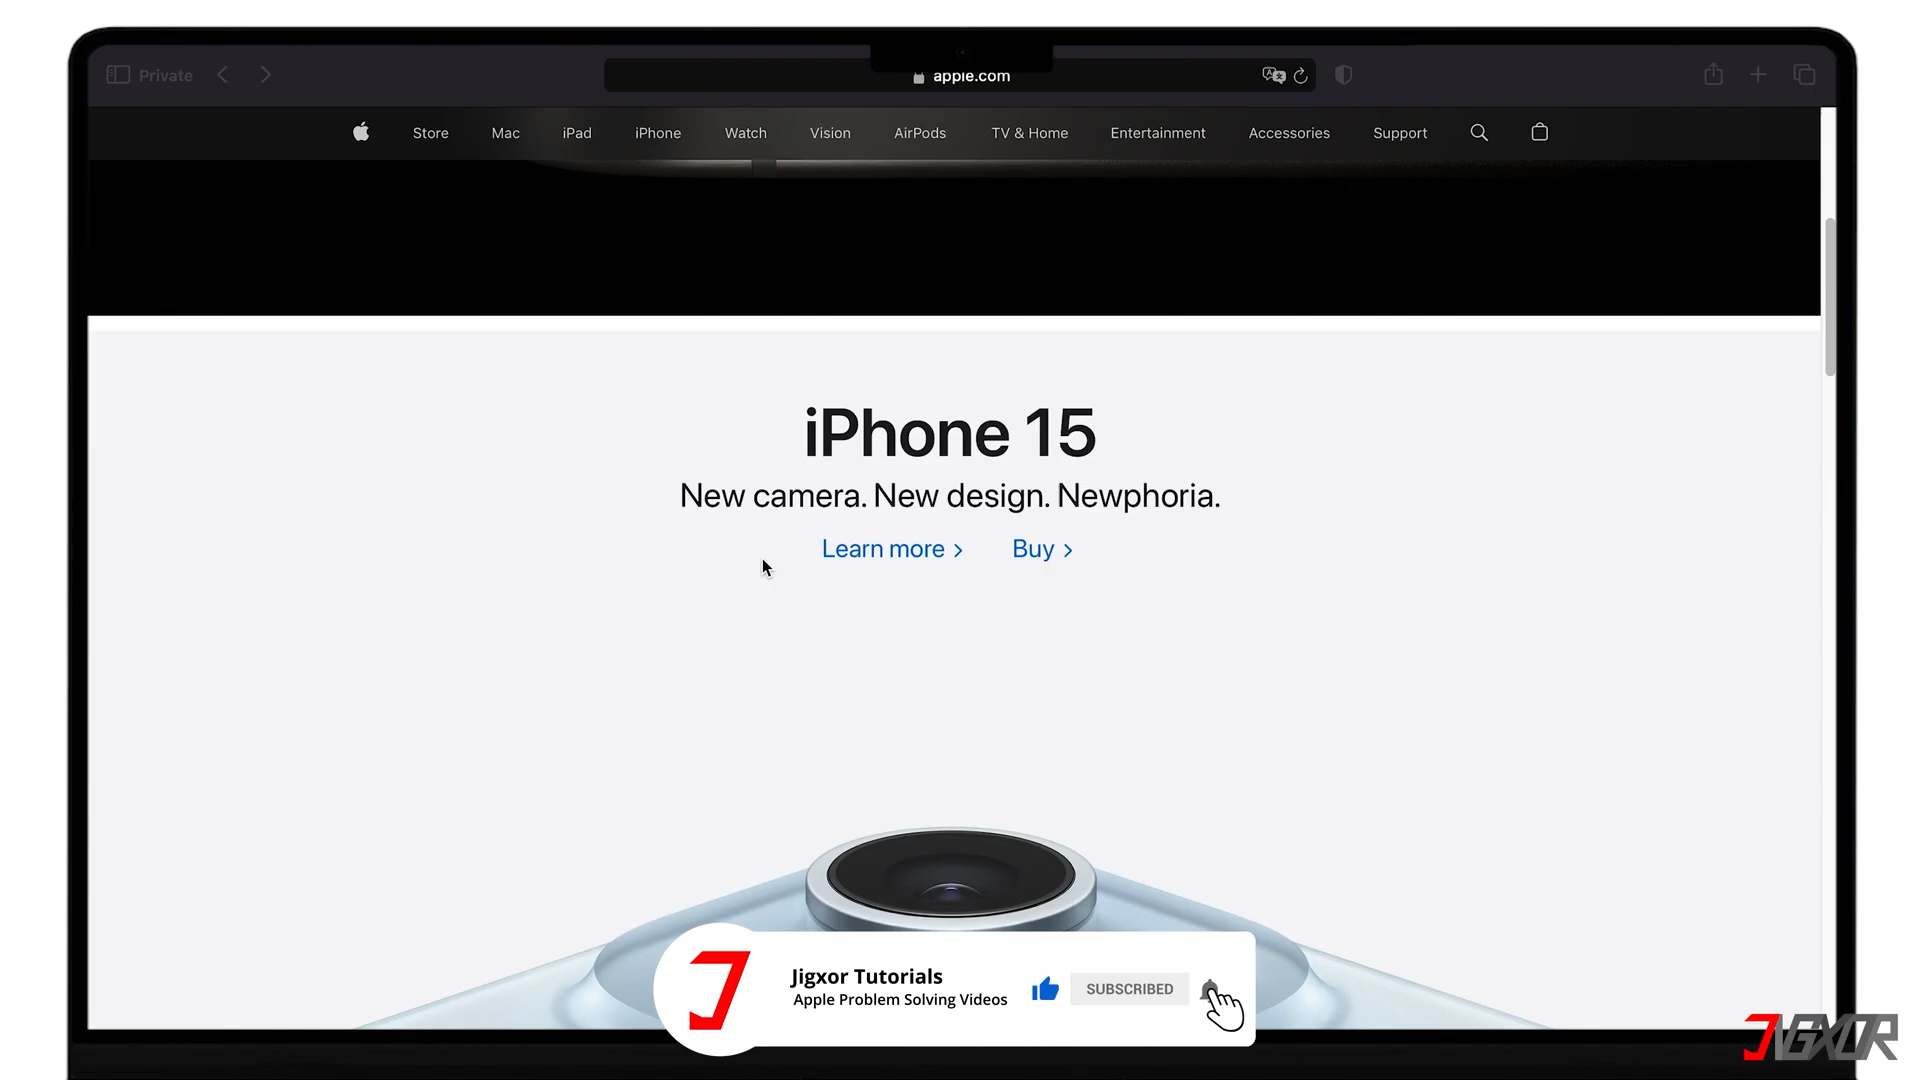 Private
apple.com
Store Mac iPad iPhone Watch Vision AirPods TV & Home Entertainment Accessories Support
iPhone 15
New camera. New design. Newphoria.
Learn more > Buy >
Jigxor Tutorials
Apple Problem Solving Videos
SUBSCRIBED
JIGXOR